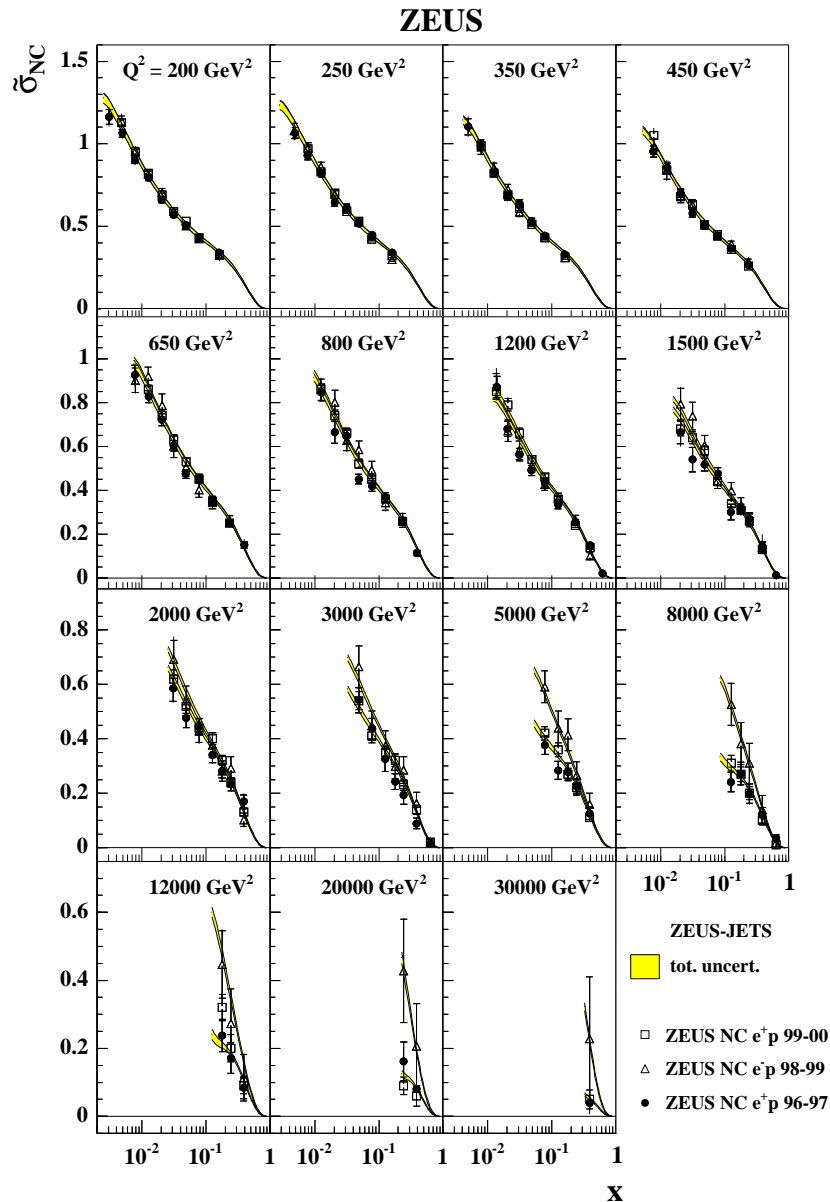 ZEUS
σ̃NC
Q² = 200 GeV²
250 GeV²
350 GeV²
450 GeV²
1.5
1
0.5
0
650 GeV²
800 GeV²
1200 GeV²
1500 GeV²
1
0.8
0.6
0.4
0.2
0
2000 GeV²
3000 GeV²
5000 GeV²
8000 GeV²
0.8
0.6
0.4
0.2
0
10⁻² 10⁻¹ 1
12000 GeV²
20000 GeV²
30000 GeV²
0.6
0.4
0.2
0
10⁻² 10⁻¹ 1
10⁻² 10⁻¹ 1
10⁻² 10⁻¹ 1
x
ZEUS-JETS
tot. uncert.
ZEUS NC e⁺p 99-00
ZEUS NC e⁻p 98-99
ZEUS NC e⁺p 96-97